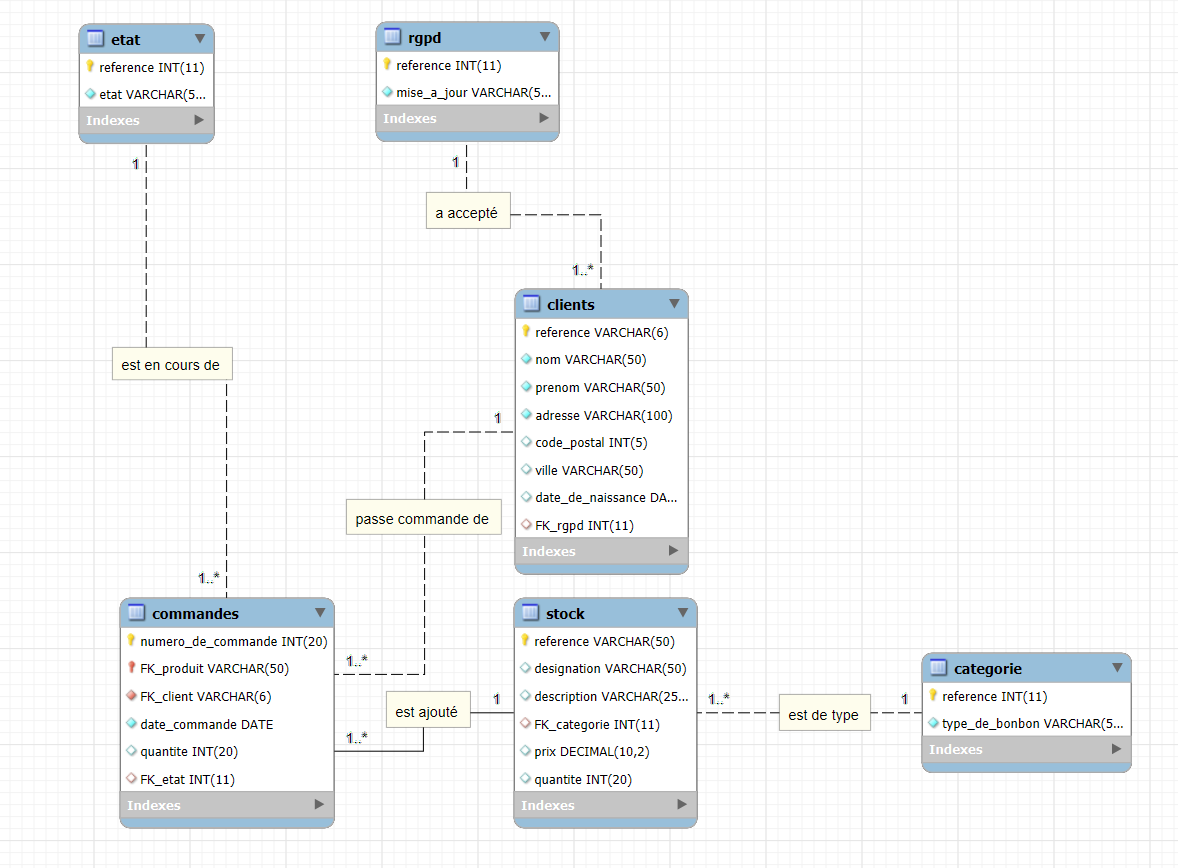 etat
reference INT(11)
etat VARCHAR(5...
Indexes
rgpd
reference INT(11)
mise_a_jour VARCHAR(5...
Indexes
1
1
a accepté
1..*
clients
reference VARCHAR(6)
nom VARCHAR(50)
prenom VARCHAR(50)
adresse VARCHAR(100)
code_postal INT(5)
ville VARCHAR(50)
date_de_naissance DA...
FK_rgpd INT(11)
Indexes
est en cours de
1
passe commande de
1..*
commandes
numero_de_commande INT(20)
FK_produit VARCHAR(50)
FK_client VARCHAR(6)
date_commande DATE
quantite INT(20)
FK_etat INT(11)
Indexes
1..*
est ajouté
1
1..*
stock
reference VARCHAR(50)
designation VARCHAR(50)
description VARCHAR(25...
FK_categorie INT(11)
prix DECIMAL(10,2)
quantite INT(20)
Indexes
1..*
est de type
1
categorie
reference INT(11)
type_de_bonbon VARCHAR(5...
Indexes